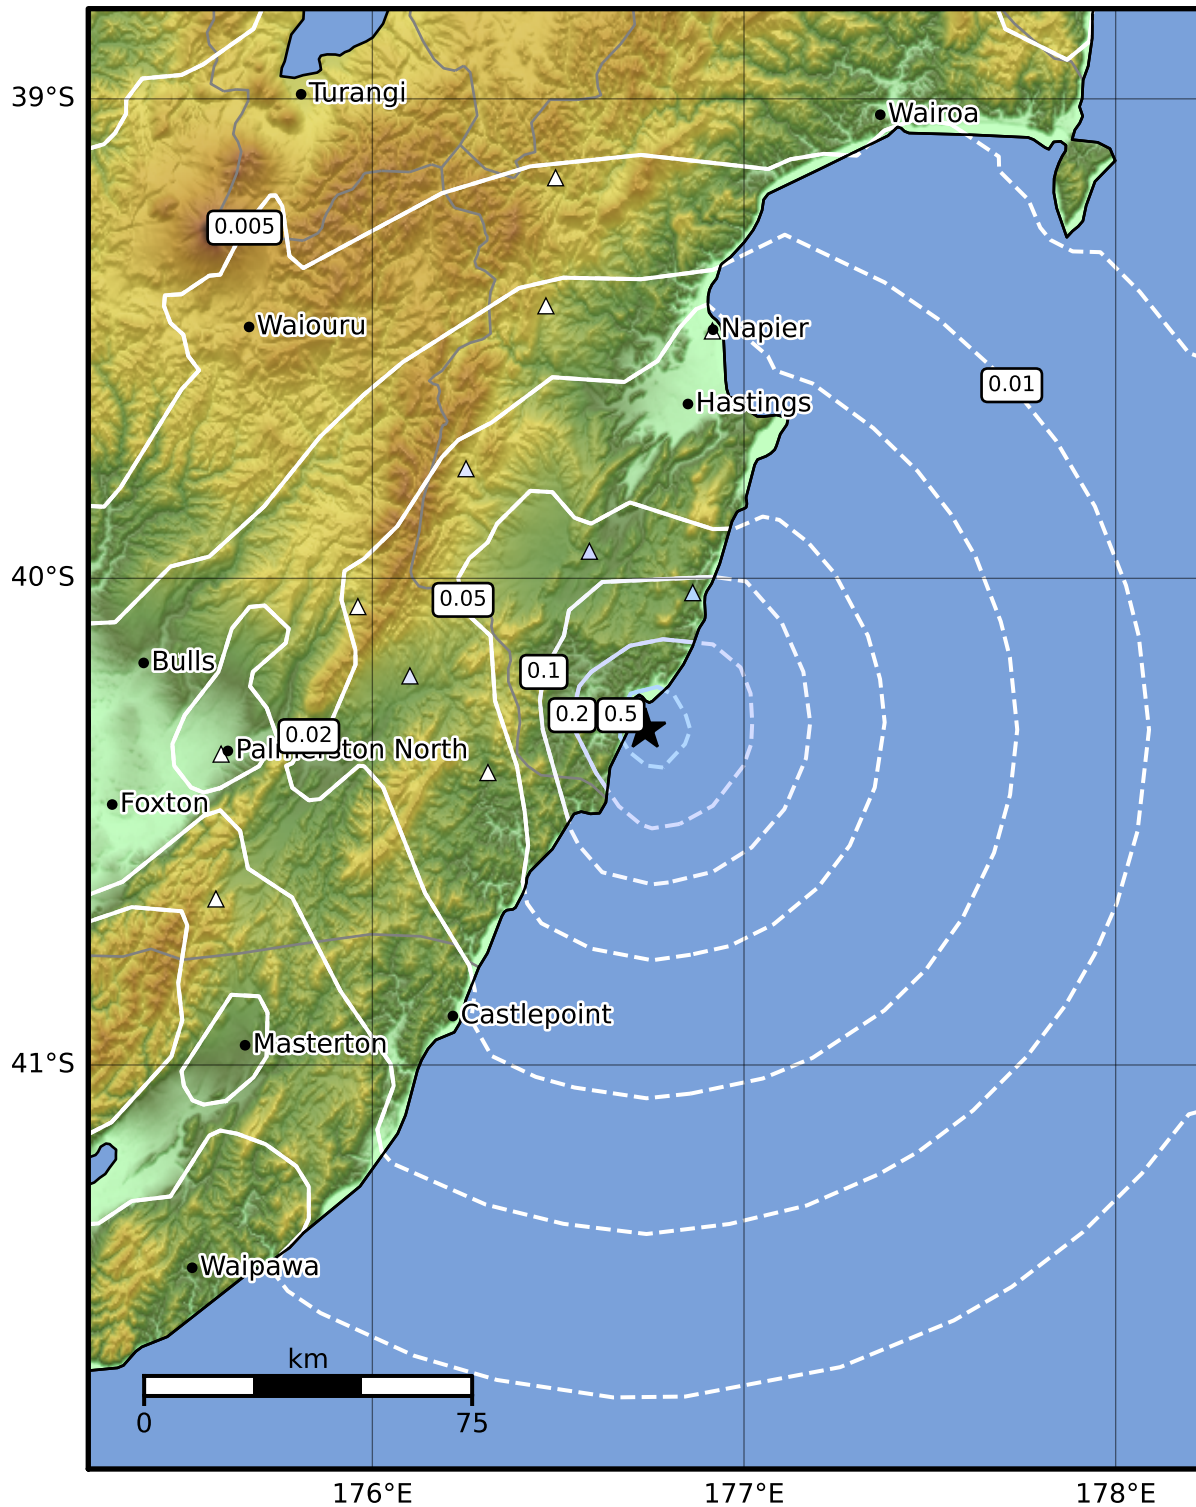 39°S
Turangi
Wairoa
0.005
Waiouru
Napier
0.01
Hastings
40°S
0.05
Bulls
0.1
0.2
0.5
0.02
Palmerston North
Foxton
Castlepoint
Masterton
41°S
Waipawa
km
0
75
176°E
177°E
178°E